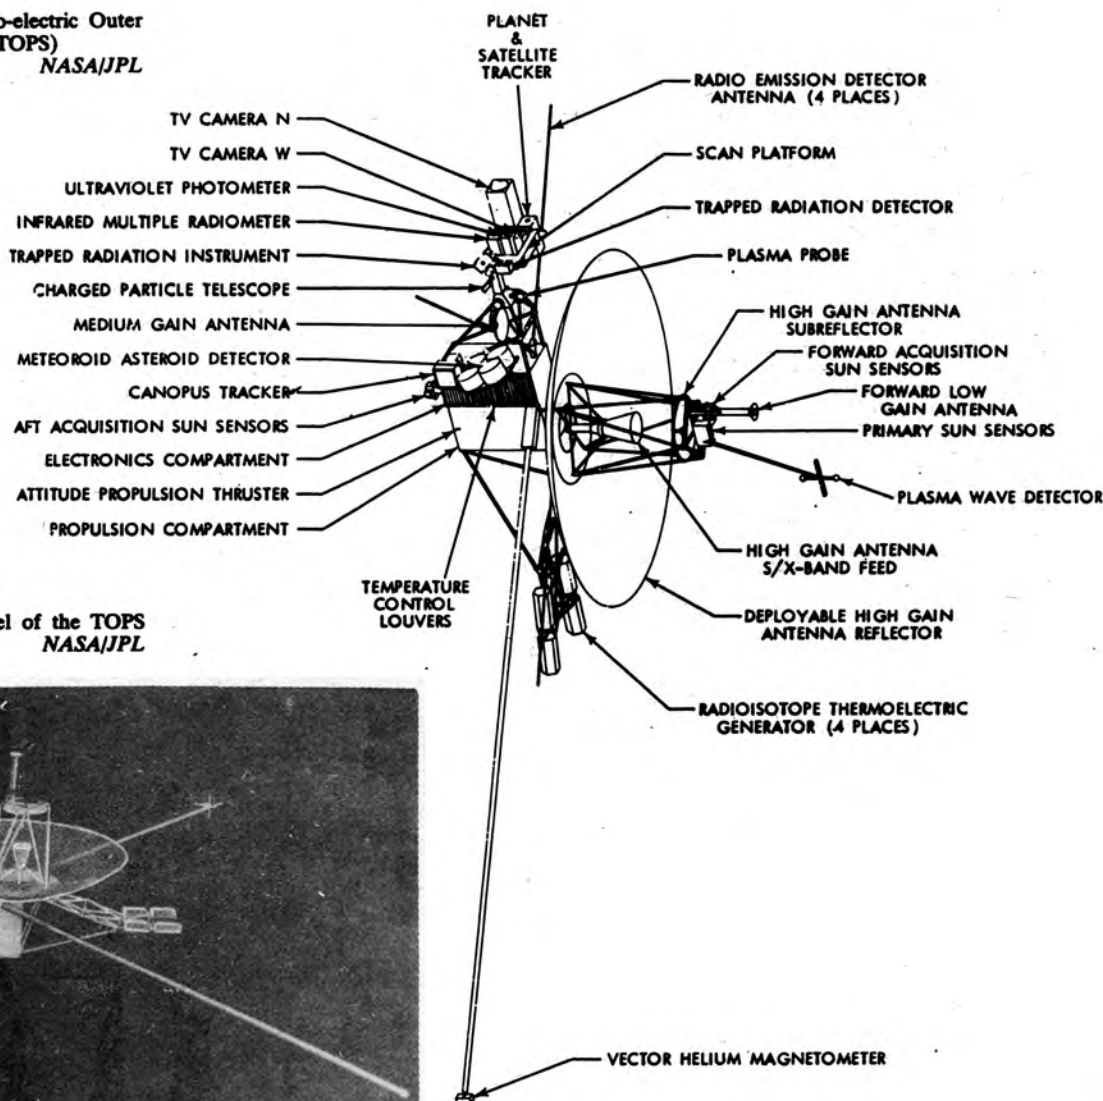 o-electric Outer
TOPS)
NASA/JPL
PLANET
&
SATELLITE
TRACKER
RADIO EMISSION DETECTOR
ANTENNA (4 PLACES)
TV CAMERA N
TV CAMERA W
SCAN PLATFORM
ULTRAVIOLET PHOTOMETER
TRAPPED RADIATION DETECTOR
INFRARED MULTIPLE RADIOMETER
TRAPPED RADIATION INSTRUMENT
PLASMA PROBE
CHARGED PARTICLE TELESCOPE
MEDIUM GAIN ANTENNA
HIGH GAIN ANTENNA
SUBREFLECTOR
METEOROID ASTEROID DETECTOR
FORWARD ACQUISITION
SUN SENSORS
CANOPUS TRACKER
FORWARD LOW
GAIN ANTENNA
AFT ACQUISITION SUN SENSORS
PRIMARY SUN SENSORS
ELECTRONICS COMPARTMENT
ATTITUDE PROPULSION THRUSTER
PLASMA WAVE DETECTOR
PROPULSION COMPARTMENT
HIGH GAIN ANTENNA
S/X-BAND FEED
TEMPERATURE
CONTROL
LOUVERS
DEPLOYABLE HIGH GAIN
ANTENNA REFLECTOR
el of the TOPS
NASA/JPL
RADIOISOTOPE THERMOELECTRIC
GENERATOR (4 PLACES)
VECTOR HELIUM MAGNETOMETER